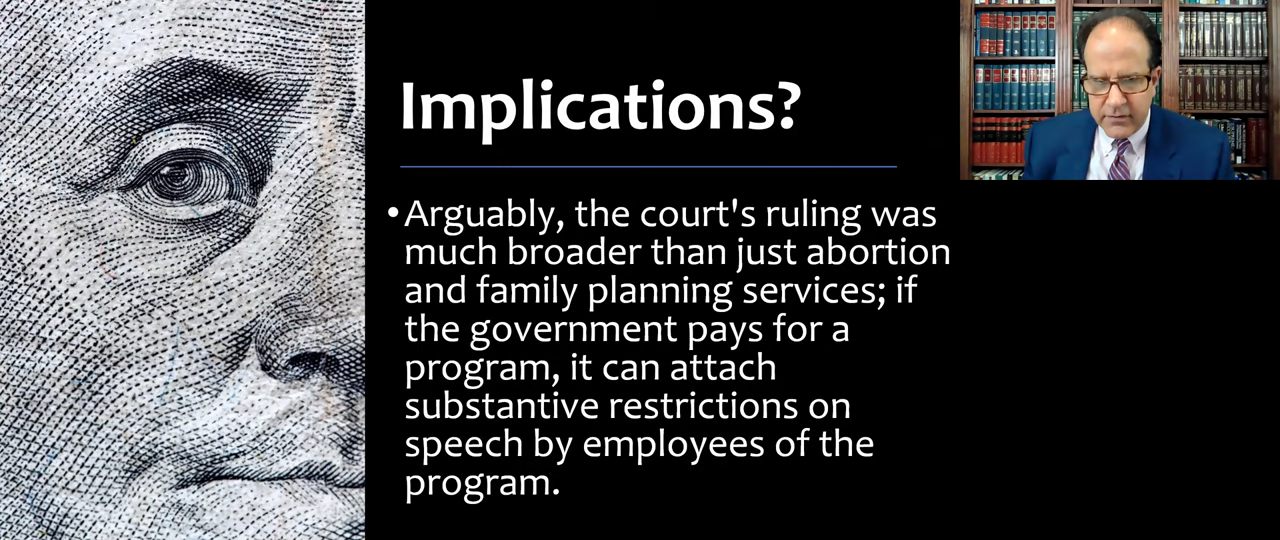 Implications?
•Arguably, the court's ruling was
much broader than just abortion
and family planning services; if
the government pays for a
program, it can attach
substantive restrictions on
speech by employees of the
program.